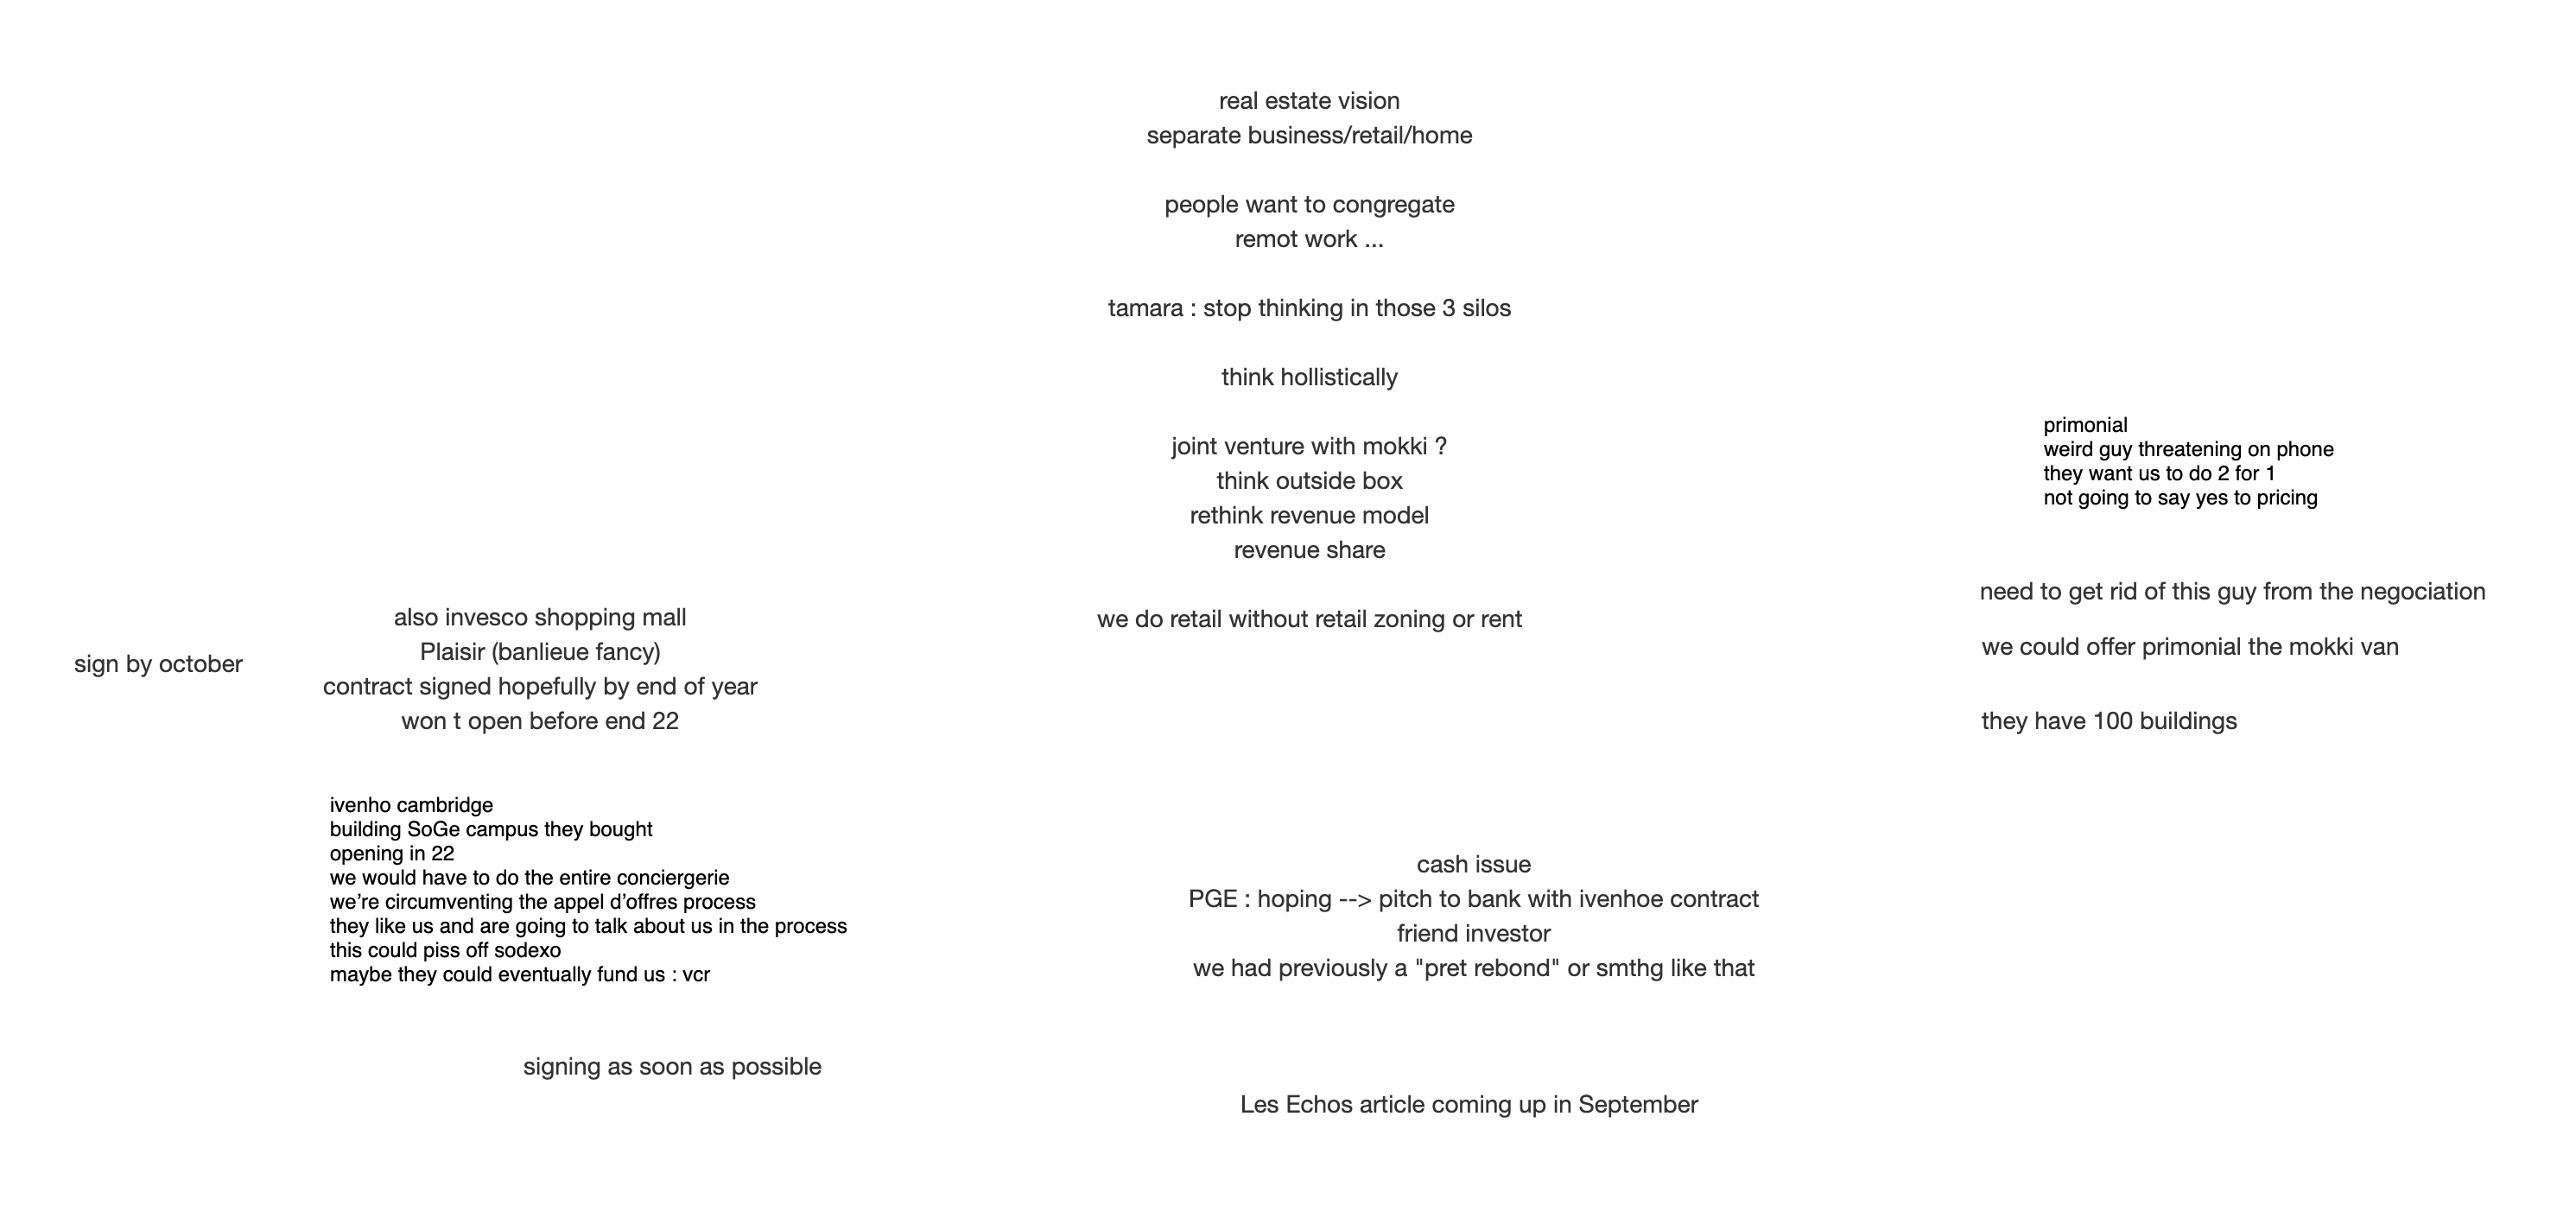 real estate vision
separate business/retail/home
people want to congregate
remot work ...
tamara : stop thinking in those 3 silos
think hollistically
joint venture with mokki ?
think outside box
rethink revenue model
revenue share
we do retail without retail zoning or rent
primonial
weird guy threatening on phone
they want us to do 2 for 1
not going to say yes to pricing
need to get rid of this guy from the negociation
we could offer primonial the mokki van
they have 100 buildings
sign by october
also invesco shopping mall
Plaisir (banlieue fancy)
contract signed hopefully by end of year
won t open before end 22
ivenho cambridge
building SoGe campus they bought
opening in 22
we would have to do the entire conciergerie
we're circumventing the appel d'offres process
they like us and are going to talk about us in the process
this could piss off sodexo
maybe they could eventually fund us : vcr
signing as soon as possible
cash issue
PGE : hoping --> pitch to bank with ivenhoe contract
friend investor
we had previously a "pret rebond" or smthg like that
Les Echos article coming up in September